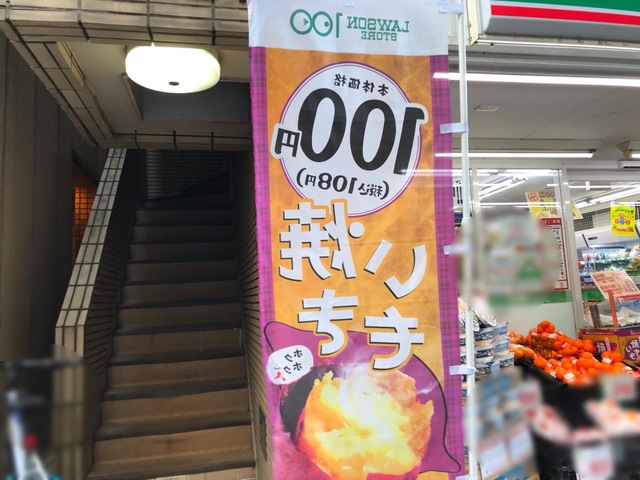 LAWSON
STORE
100
本体価格
100円
(税込108円)
焼き
いも
ホク
ホク